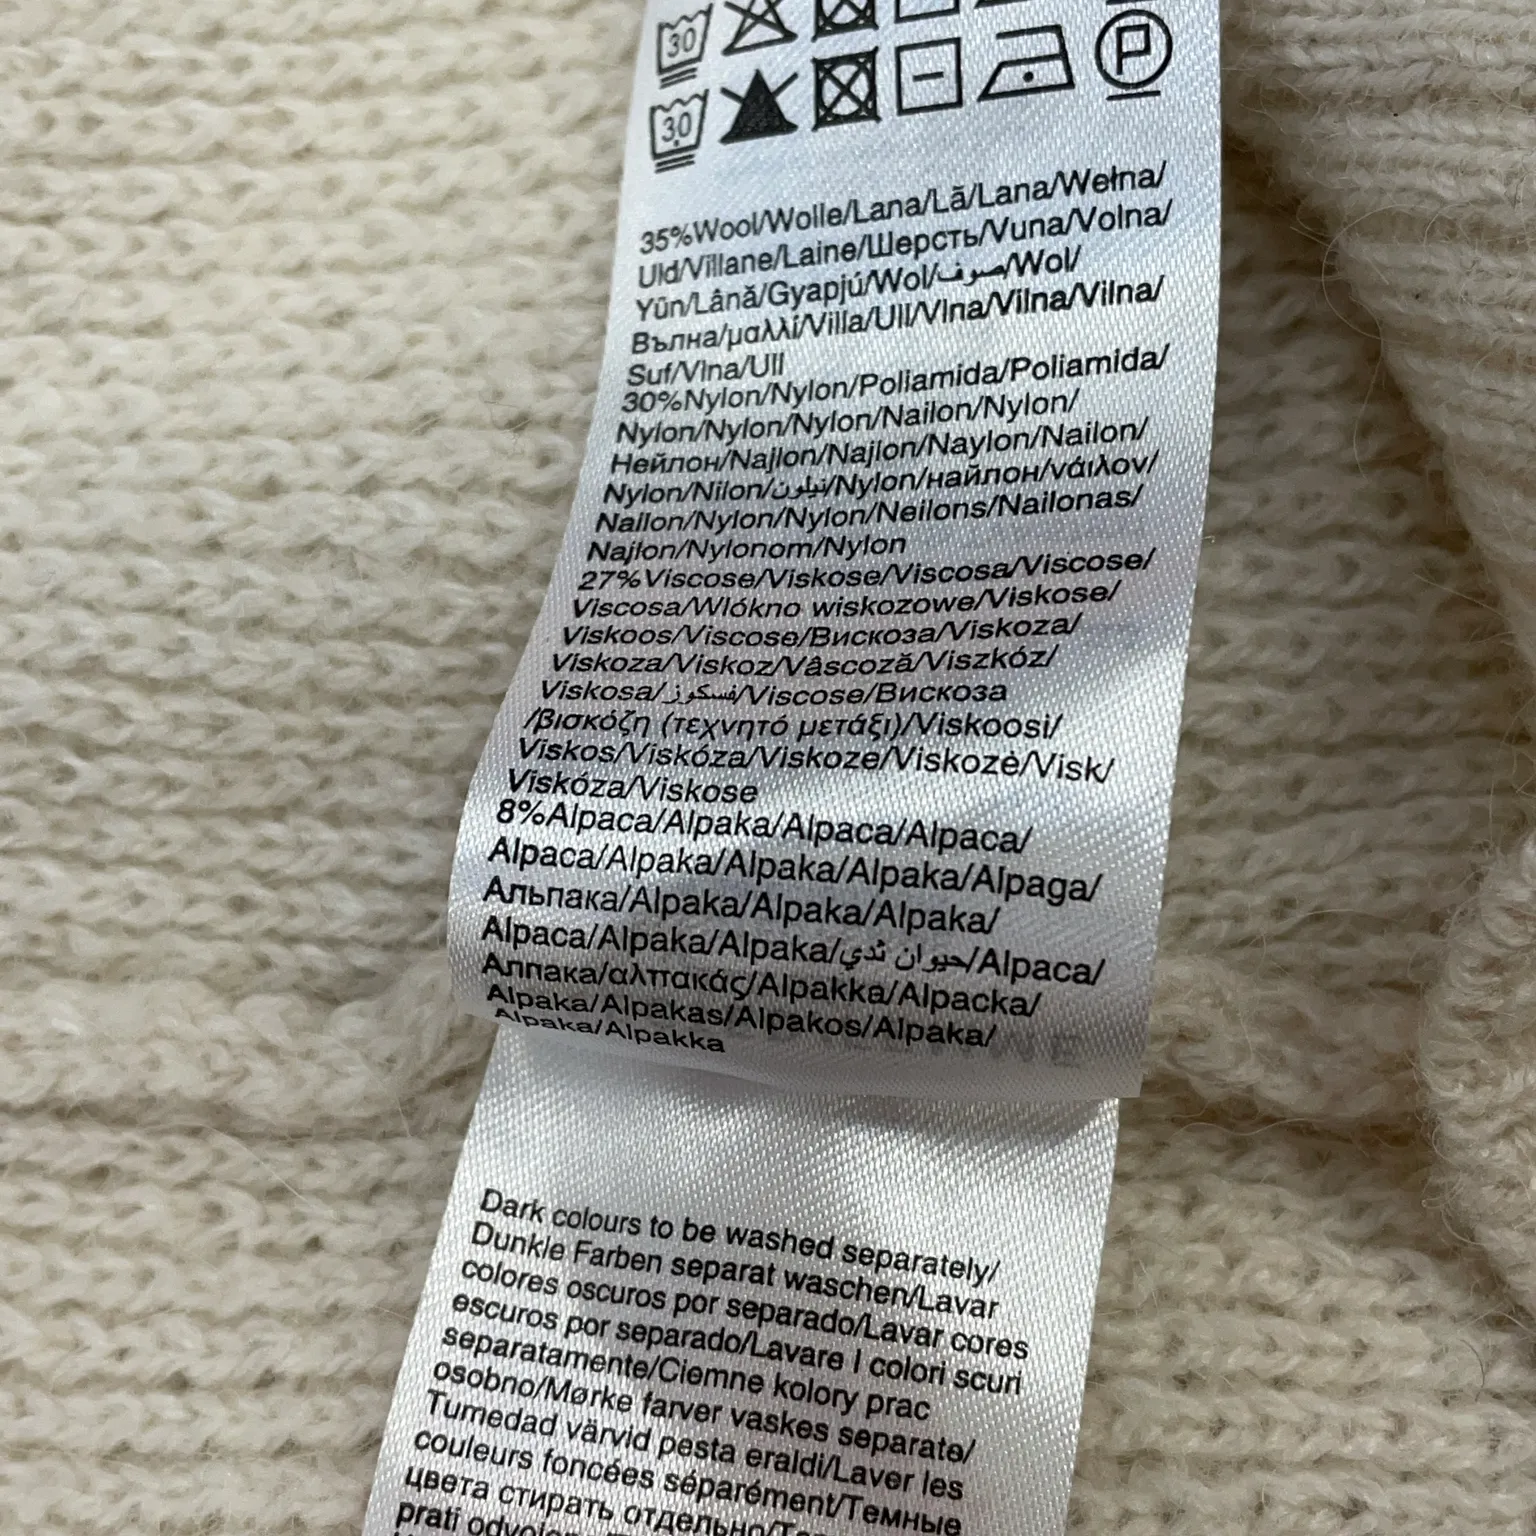 30
30
P
35%Wool/Wolle/Lana/Lã/Lana/Wełna/
Uld/Villane/Laine/Шерсть/Vuna/Volna/
Yűn/Lână/Gyapjú/Wol/صوف/Wol/
Вълна/μαλλί/Villa/Ull/Vlna/Vilna/Vilna/
Suf/Vlna/Ull
30%Nylon/Nylon/Poliamida/Poliamida/
Nylon/Nylon/Nylon/Nailon/Nylon/
Нейлон/Najlon/Najlon/Naylon/Nailon/
Nylon/Nilon/نيلون/Nylon/найлон/νάιλον/
Nailon/Nylon/Nylon/Neilons/Nailonas/
Najlon/Nylonom/Nylon
27%Viscose/Viskose/Viscosa/Viscose/
Viscosa/Wlókno wiskozowe/Viskose/
Viskoos/Viscose/Вискоза/Viskoza/
Viskoza/Viskoz/Vâscoză/Viszkóz/
Viskosa/فسكوز/Viscose/Вискоза
/βισκόζη (τεχνητό μετάξι)/Viskoosi/
Viskos/Viskóza/Viskoze/Viskozė/Visk/
Viskóza/Viskose
8%Alpaca/Alpaka/Alpaca/Alpaca/
Alpaca/Alpaka/Alpaka/Alpaka/Alpaga/
Альпака/Alpaka/Alpaka/Alpaka/
Alpaca/Alpaka/Alpaka/حيوان ثدي/Alpaca/
Алпака/αλπακάς/Alpakka/Alpacka/
Alpaka/Alpakas/Alpakos/Alpaka/
Alpaka/Alpakka
Dark colours to be washed separately/
Dunkle Farben separat waschen/Lavar
colores oscuros por separado/Lavar cores
escuros por separado/Lavare I colori scuri
separatamente/Ciemne kolory prac
osobno/Mørke farver vaskes separate/
Tumedad värvid pesta eraldi/Laver les
couleurs foncées séparément/Темные
цвета стирать отдельно/
prati